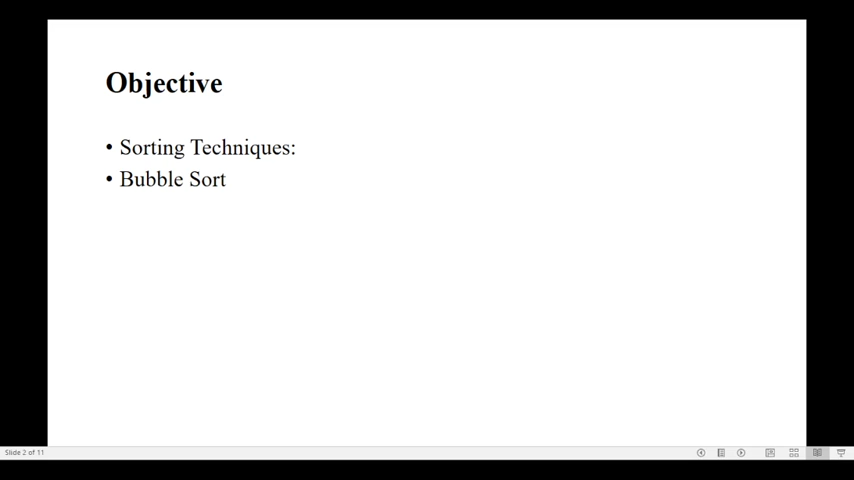 Objective
• Sorting Techniques:
• Bubble Sort
Slide 2 of 11